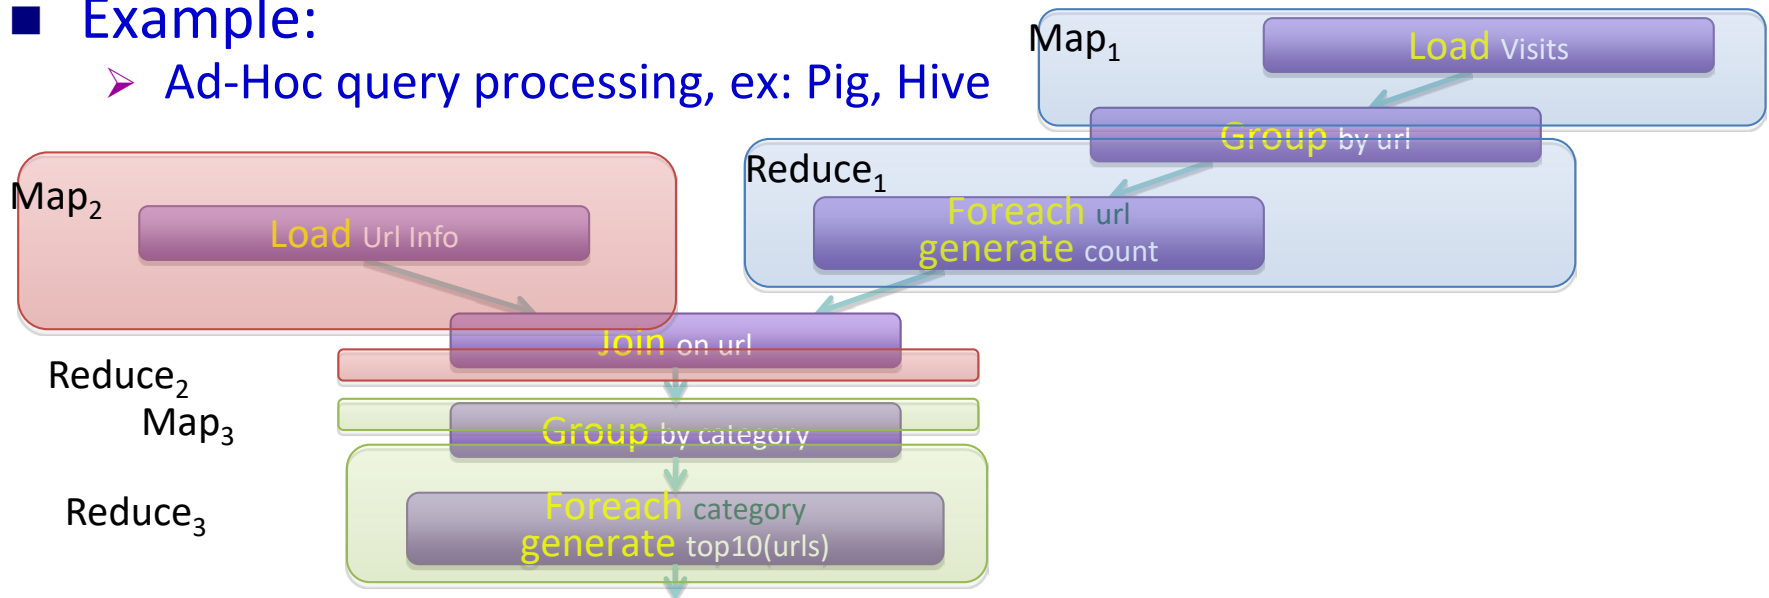 Example:
Ad-Hoc query processing, ex: Pig, Hive
Map₁
Load Visits
Group by url
Reduce₁
Foreach url
generate count
Map₂
Load Url Info
Join on url
Reduce₂
Map₃
Group by category
Reduce₃
Foreach category
generate top10(urls)